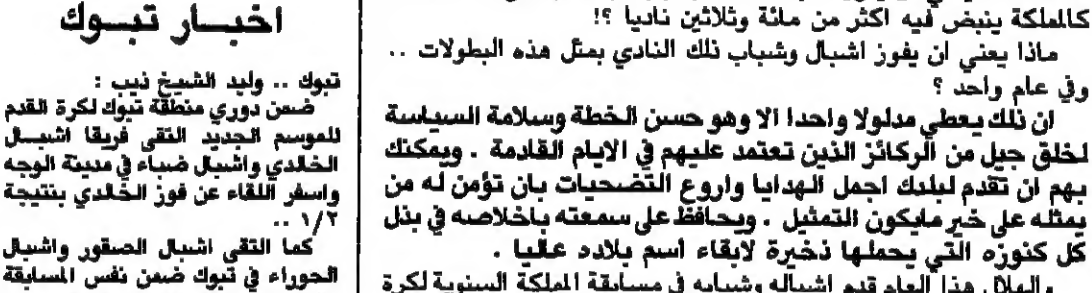 كالمملكة ينبض فيه اكثر من مائة وثلاثين ناديا ؟!
ماذا يعني ان يفوز اشبال وشباب ذلك النادي بمثل هذه البطولات ..
وفي عام واحد ؟
ان ذلك يعطي مدلولا واحدا الا وهو حسن الخطة وسلامة السياسة
لخلق جيل من الركائز الذين تعتمد عليهم في الايام القادمة . ويمكنك
بهم ان تقدم لبلدك اجمل الهدايا واروع التضحيات بان تؤمن له من
يمثله على خير مايكون التمثيل . ويحافظ على سمعته باخلاصه في بذل
كل كنوزه التي يحملها ذخيرة لابقاء اسم بلاده عاليا .
والهلال هذا العام قدم اشباله وشبابه في مسابقة المملكة السنوية لكرة
اخبـــار تبــوك
تبوك .. وليد الشيخ ذيب :
ضمن دوري منطقة تبوك لكرة القدم
للموسم الجديد التقى فريقا اشبـــال
الخالدي واشبال ضباء في مدينة الوجه
واسفر اللقاء عن فوز الخالدي بنتيجة
١/٢ ..
كما التقى اشبال الصقور واشبال
الحوراء في تبوك ضمن نفس المسابقة